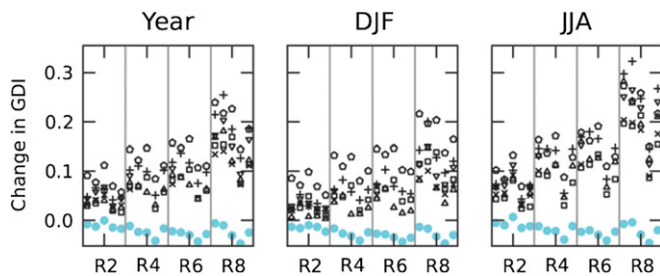 Year DJF JJA
Change in GDI
0.3
0.2
0.1
0.0
R2 R4 R6 R8 R2 R4 R6 R8 R2 R4 R6 R8